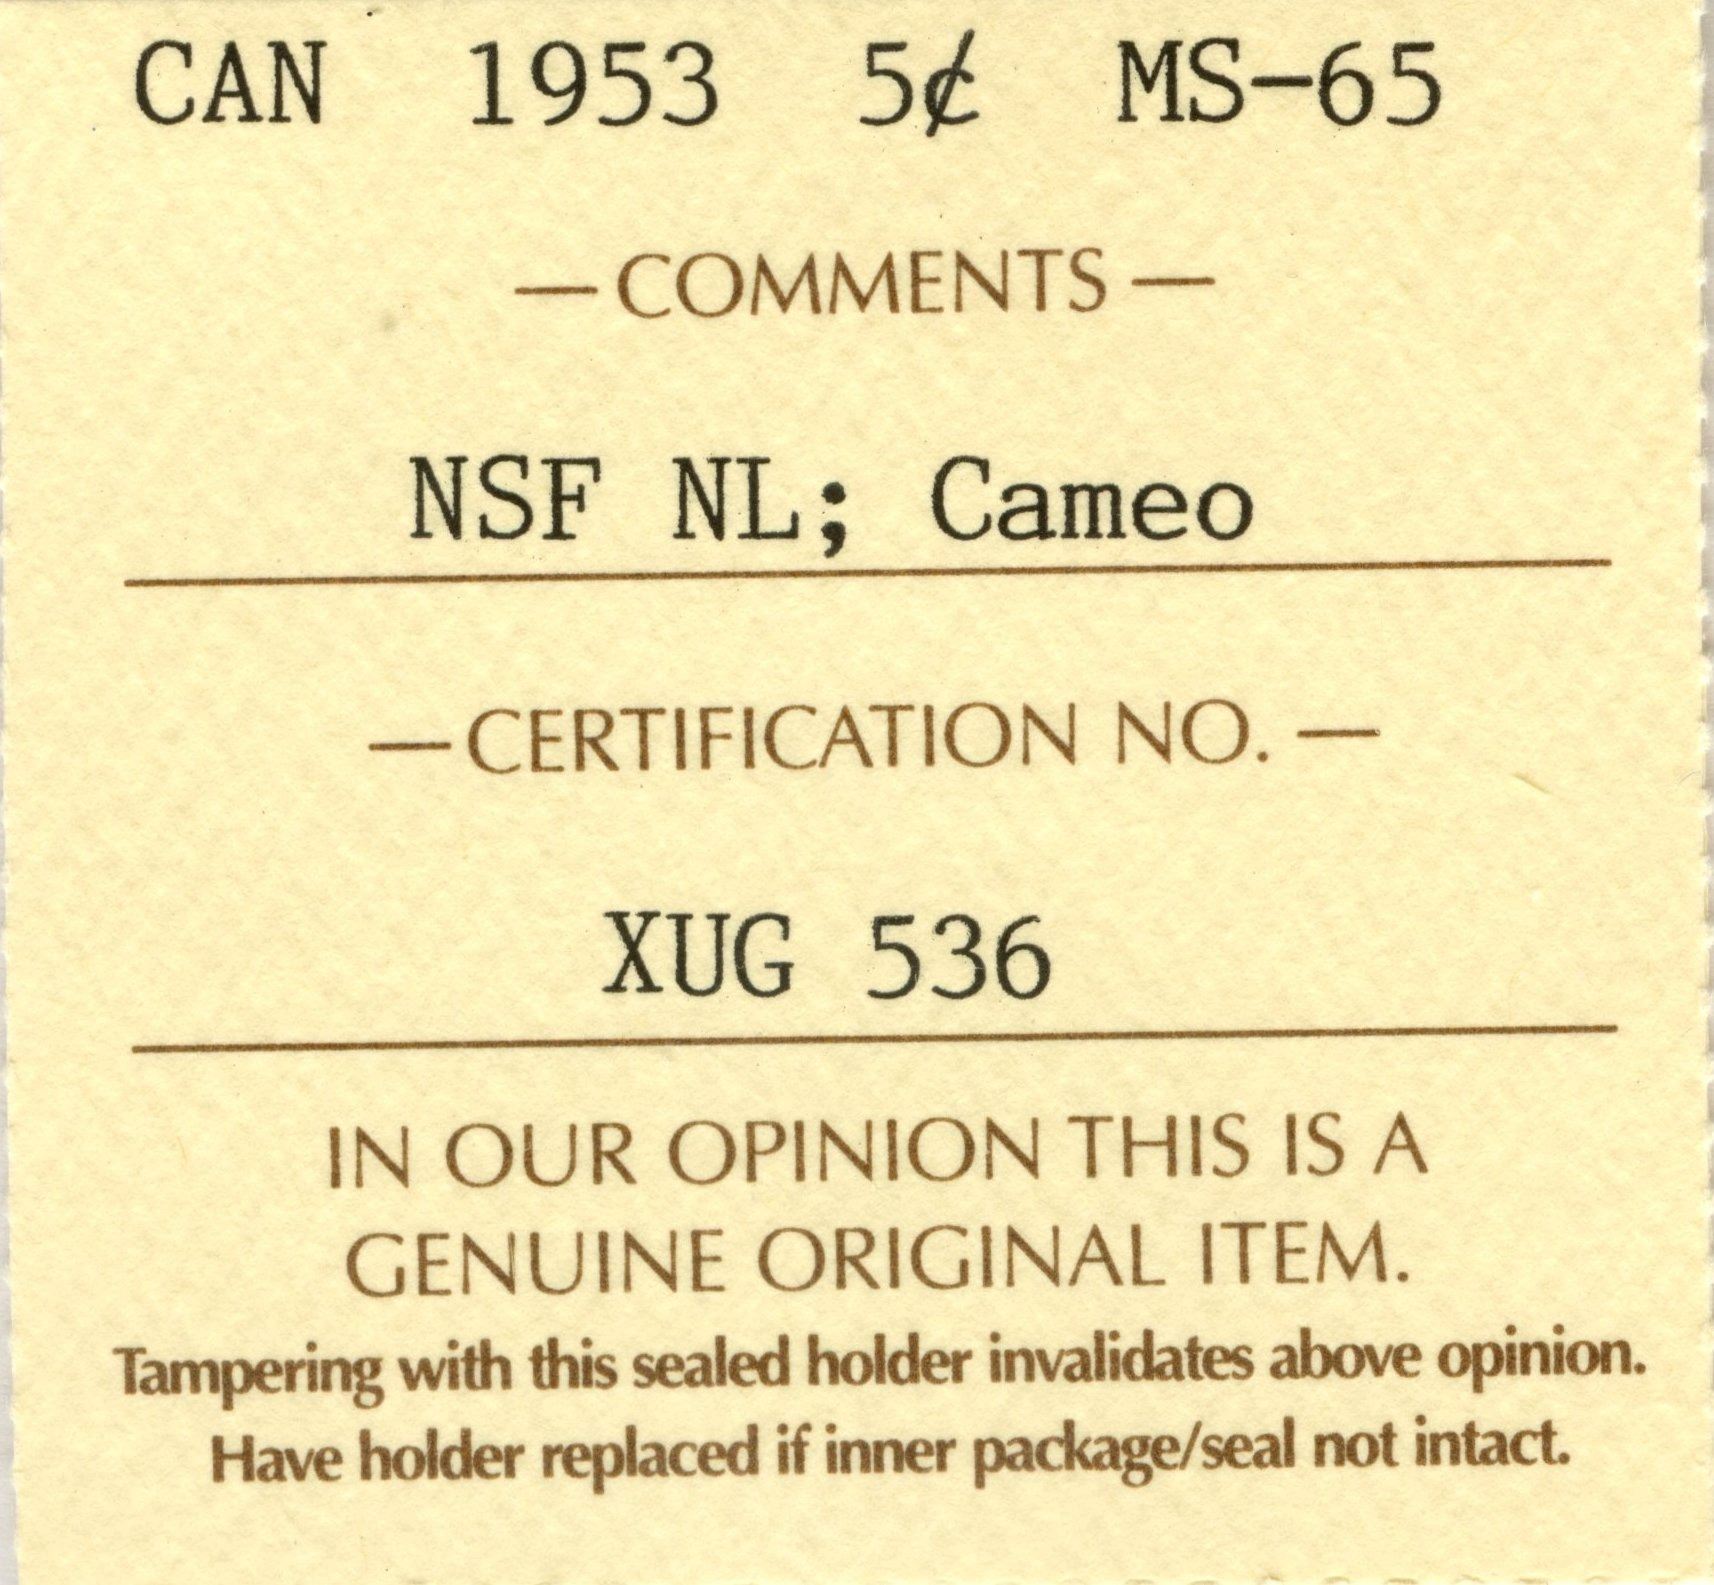 CAN 1953 5¢ MS-65
—COMMENTS—
NSF NL; Cameo
—CERTIFICATION NO.—
XUG 536
IN OUR OPINION THIS IS A
GENUINE ORIGINAL ITEM.
Tampering with this sealed holder invalidates above opinion.
Have holder replaced if inner package/seal not intact.